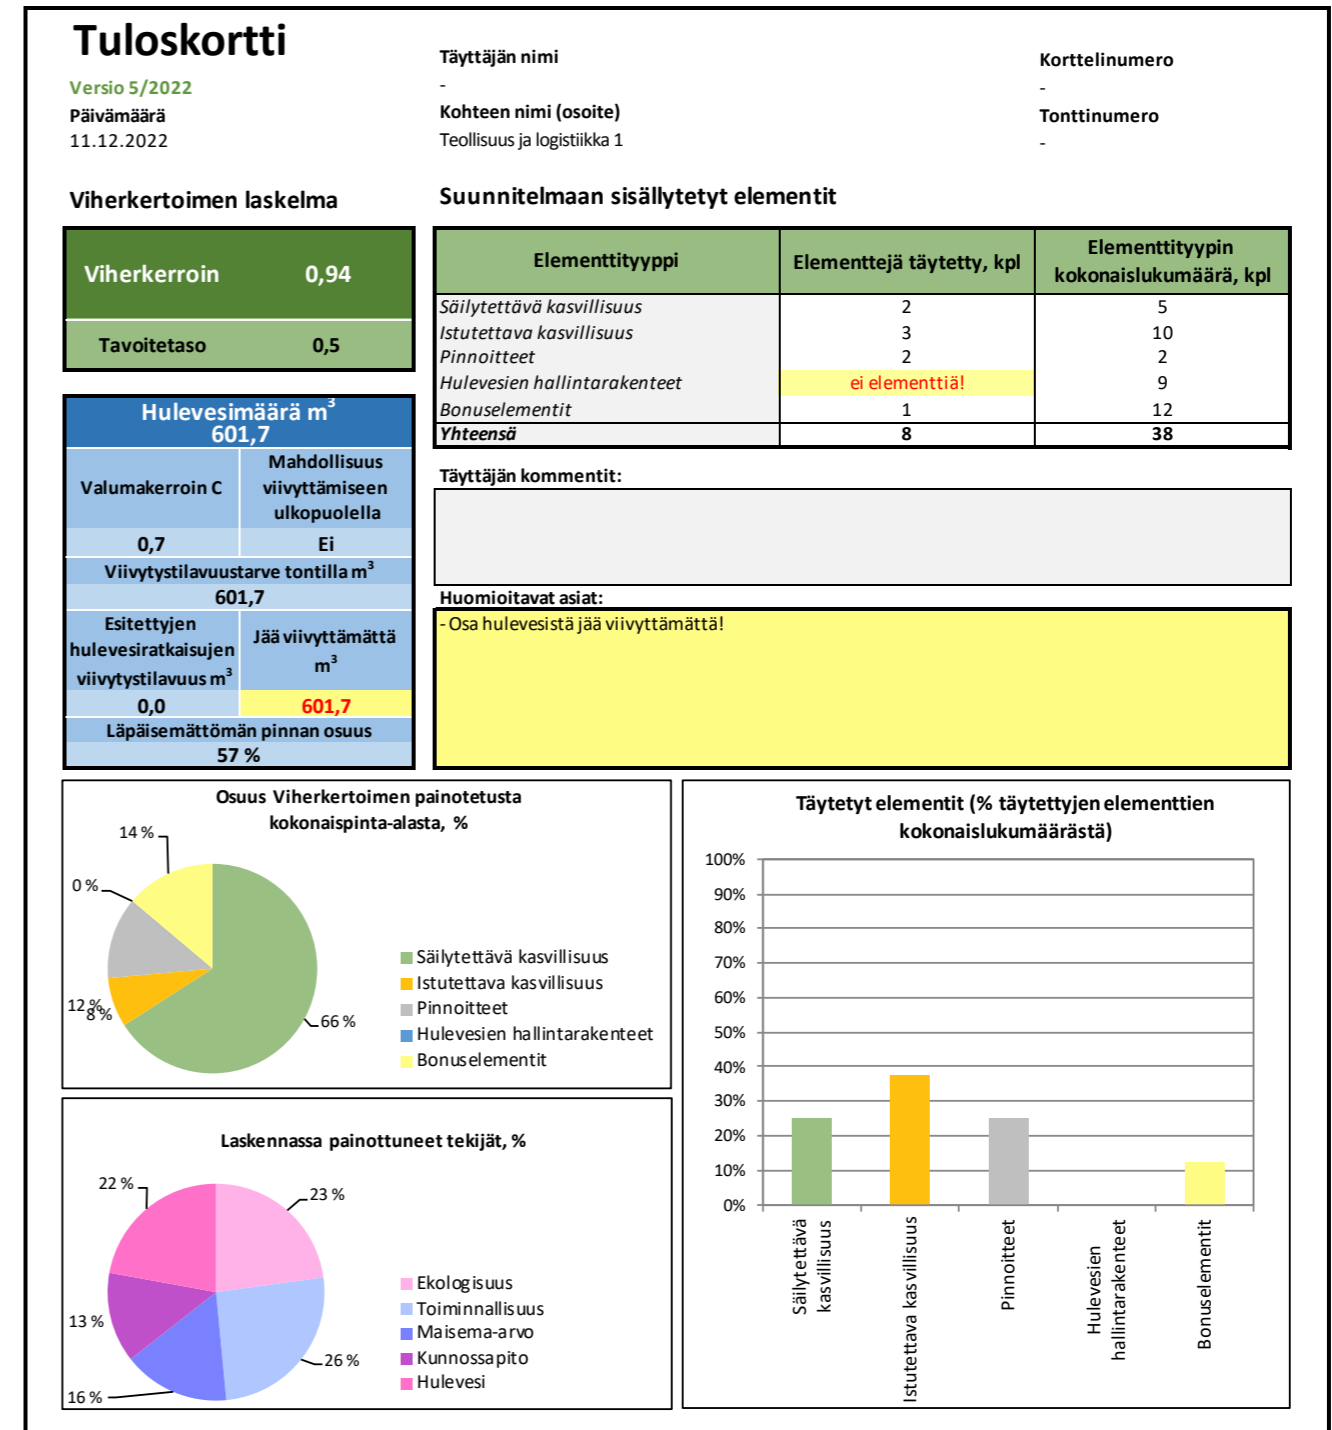 Tuloskortti
Versio 5/2022
Päivämäärä
11.12.2022
Täyttäjän nimi
-
Kohteen nimi (osoite)
Teollisuus ja logistiikka 1
Korttelinumero
-
Tonttinumero
-
Viherkertoimen laskelma
Viherkerroin 0,94
Tavoitetaso 0,5
Hulevesimäärä m³
601,7
Valumakerroin C
Mahdollisuus
viivyttämiseen
ulkopuolella
0,7 Ei
Viivytystilavuustarve tontilla m³
601,7
Esitettyjen
hulevesiratkaisujen
viivytystilavuus m³
Jää viivyttämättä
m³
0,0 601,7
Läpäisemättömän pinnan osuus
57 %
Suunnitelmaan sisällytetyt elementit
Elementtityyppi
Elementtejä täytetty, kpl
Elementtityypin
kokonaislukumäärä, kpl
Säilytettävä kasvillisuus 2 5
Istutettava kasvillisuus 3 10
Pinnoitteet 2 2
Hulevesien hallintarakenteet ei elementtiä! 9
Bonuselementit 1 12
Yhteensä 8 38
Täyttäjän kommentit:
Huomioitavat asiat:
- Osa hulevesistä jää viivyttämättä!
Osuus Viherkertoimen painotetusta
kokonaispinta-alasta, %
14 %
0 %
12 %
8 %
66 %
Säilytettävä kasvillisuus
Istutettava kasvillisuus
Pinnoitteet
Hulevesien hallintarakenteet
Bonuselementit
Laskennassa painottuneet tekijät, %
22 %
23 %
13 %
26 %
16 %
Ekologisuus
Toiminnallisuus
Maisema-arvo
Kunnossapito
Hulevesi
Täytetyt elementit (% täytettyjen elementtien
kokonaislukumäärästä)
100%
90%
80%
70%
60%
50%
40%
30%
20%
10%
0%
Säilytettävä
kasvillisuus
Istutettava kasvillisuus
Pinnoitteet
Hulevesien
hallintarakenteet
Bonuselementit